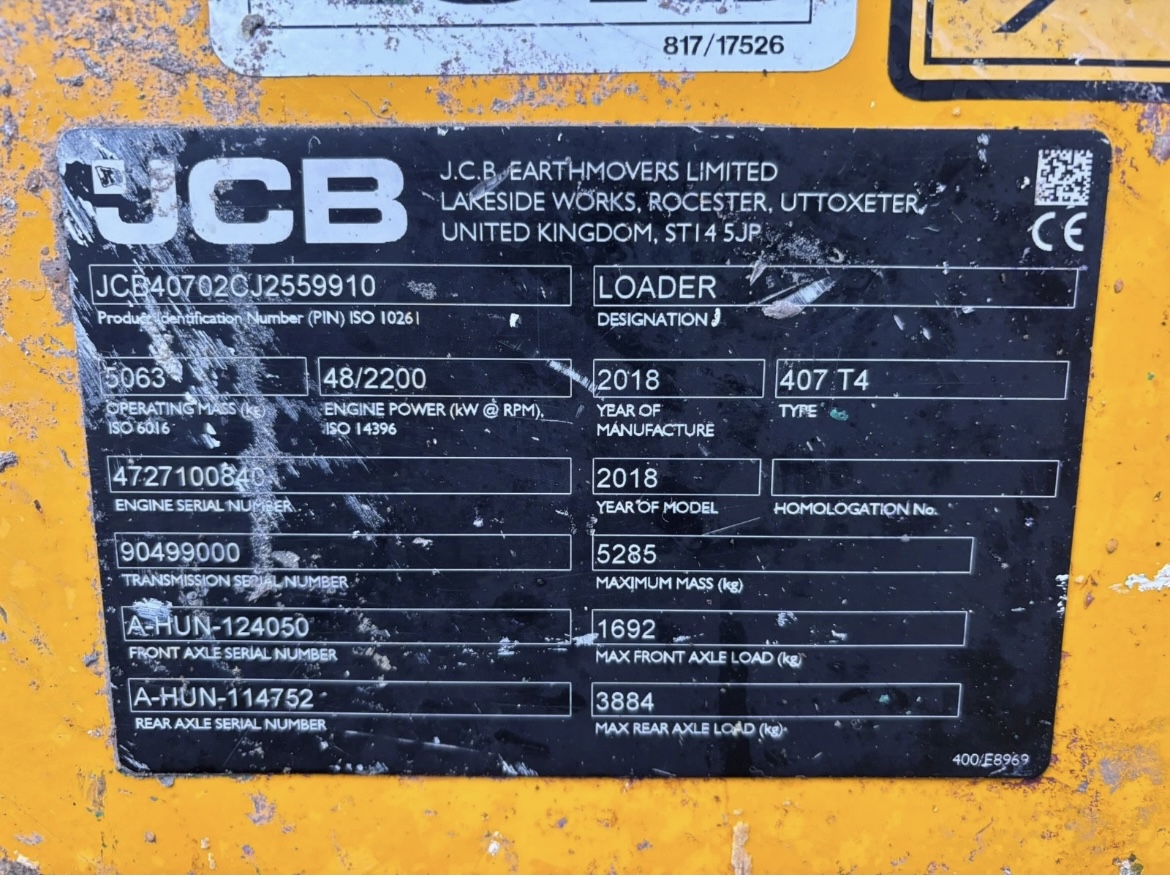 817/17526
JCB
J.C.B. EARTHMOVERS LIMITED
LAKESIDE WORKS, ROCESTER, UTTOXETER,
UNITED KINGDOM, ST14 5JP
CE
JCB40702CJ2559910
Product Identification Number (PIN) ISO 10261
LOADER
DESIGNATION
5063
OPERATING MASS (kg)
ISO 6016
48/2200
ENGINE POWER (kW @ RPM),
ISO 14396
2018
YEAR OF
MANUFACTURE
407 T4
TYPE
4727100840
ENGINE SERIAL NUMBER
2018
YEAR OF MODEL
HOMOLOGATION No.
90499000
TRANSMISSION SERIAL NUMBER
5285
MAXIMUM MASS (kg)
A-HUN-124050
FRONT AXLE SERIAL NUMBER
1692
MAX FRONT AXLE LOAD (kg)
A-HUN-114752
REAR AXLE SERIAL NUMBER
3884
MAX REAR AXLE LOAD (kg)
400/E8969